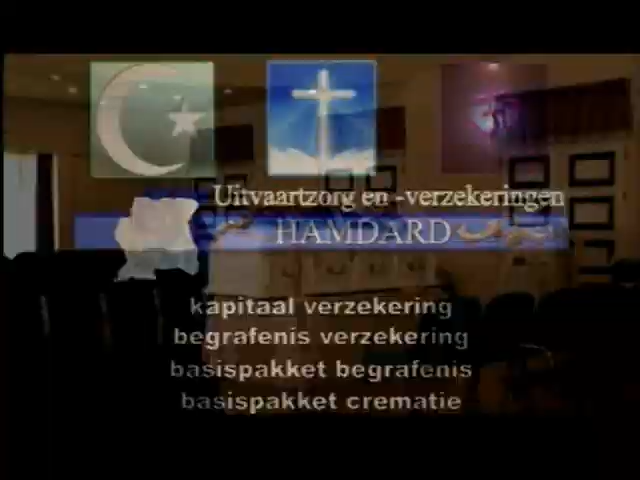 Uitvaartzorg en -verzekeringen
HAMDARD
kapitaal verzekering
begrafenis verzekering
basispakket begrafenis
basispakket crematie